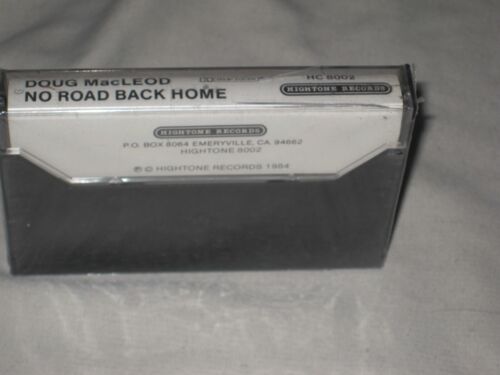 DOUG MacLEOD HC 8002
NO ROAD BACK HOME HIGHTONE RECORDS
HIGHTONE RECORDS
P.O. BOX 8064 EMERYVILLE, CA. 94662
HIGHTONE 8002
℗ © HIGHTONE RECORDS 1984